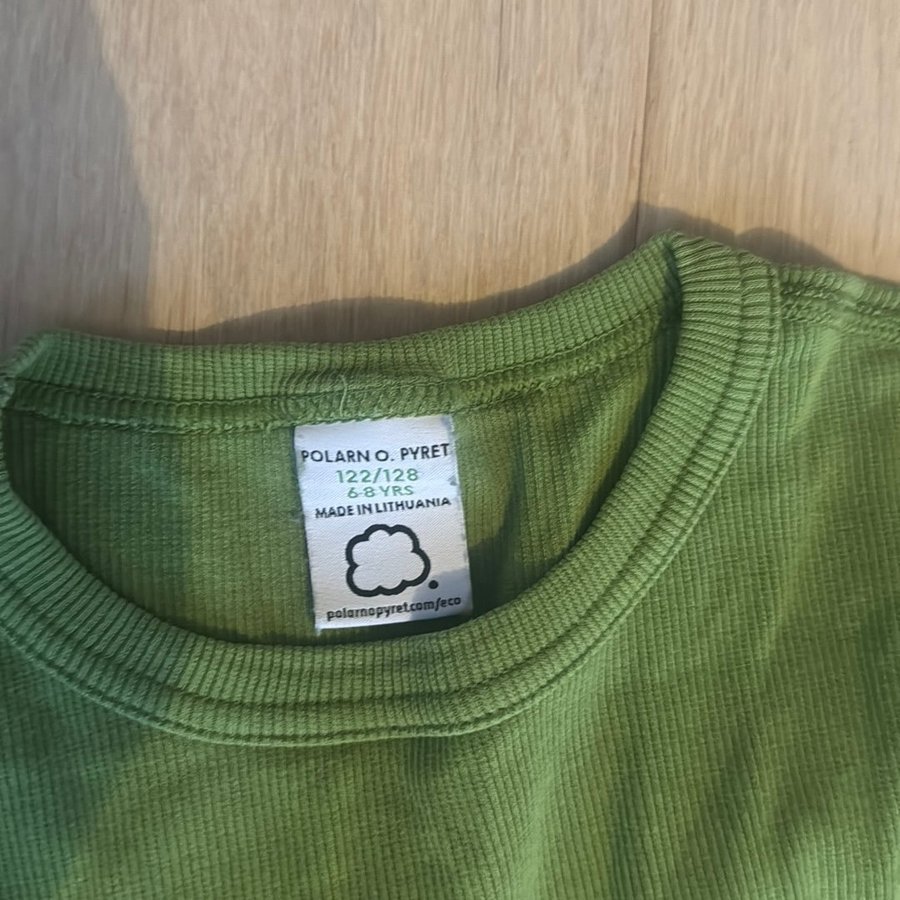 POLARN O. PYRET
122/128
6-8 YRS
MADE IN LITHUANIA
polarnopyret.com/eco